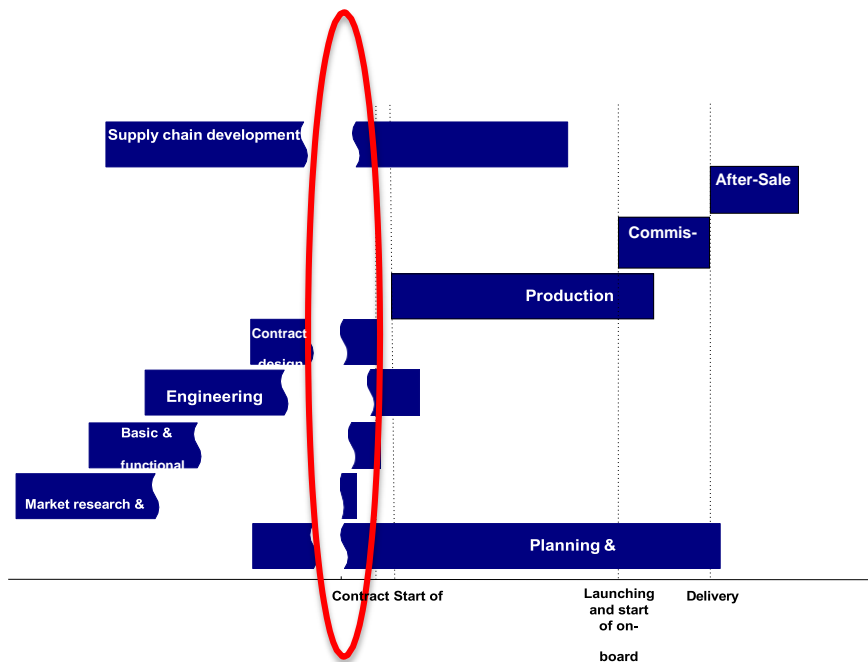 Supply chain development
After-Sale
Commis-
Production
Contract
design
Engineering
Basic &
functional
Market research &
Planning &
Contract Start of
Launching
and start
of on-
board
Delivery